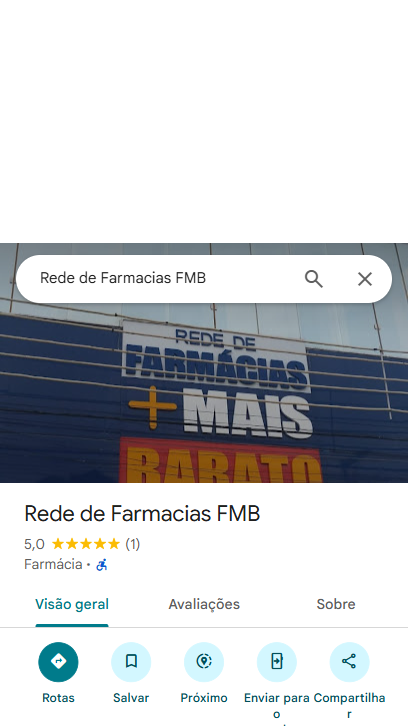 Rede de Farmacias FMB
REDE DE
FARMÁCIAS
+MAIS
BARATO
Rede de Farmacias FMB
5,0 ★★★★★ (1)
Farmácia ·
Visão geral Avaliações Sobre
Rotas Salvar Próximo Enviar para o Compartilhar